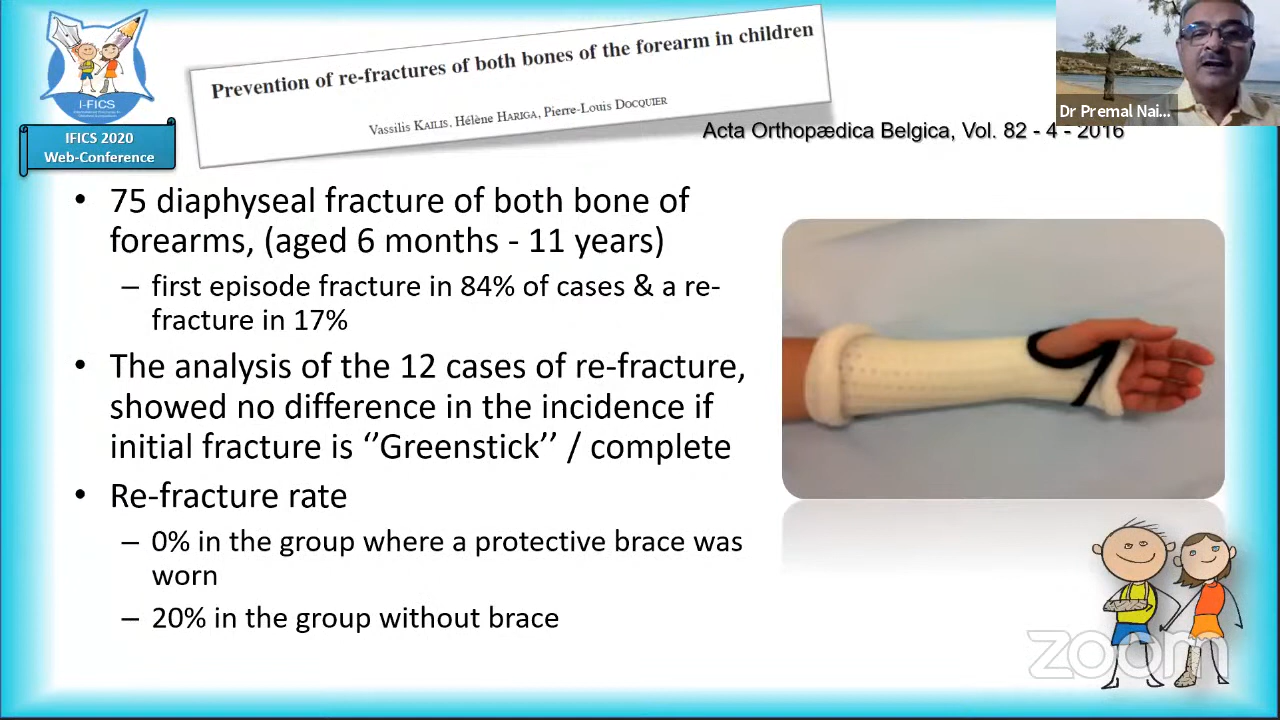 I-FICS
IFICS 2020
Web-Conference
Prevention of re-fractures of both bones of the forearm in children
Vassilis KAILIS, Hélène HARIGA, Pierre-Louis DOCQUIER
Acta Orthopædica Belgica, Vol. 82 - 4 - 2016
Dr Premal Nai...
• 75 diaphyseal fracture of both bone of
forearms, (aged 6 months - 11 years)
– first episode fracture in 84% of cases & a re-
fracture in 17%
• The analysis of the 12 cases of re-fracture,
showed no difference in the incidence if
initial fracture is ‘’Greenstick’’ / complete
• Re-fracture rate
– 0% in the group where a protective brace was
worn
– 20% in the group without brace
zoom